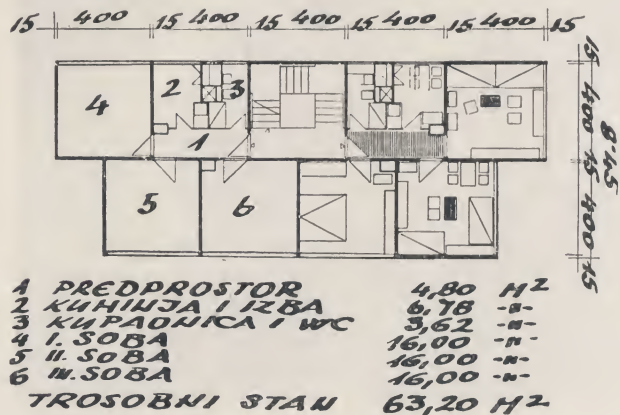 15 400 15 400 15 400 15 400 15 400 15
15 400 15 400 15
8·45
2 3
4
1
5 6
1 PREDPROSTOR 4,80 M2
2 KUHINJA I IZBA 6,78 -"-
3 KUPAONICA I WC 3,62 -"-
4 I. SOBA 16,00 -"-
5 II. SOBA 16,00 -"-
6 III. SOBA 16,00 -"-
TROSOBNI STAN 63,20 M2